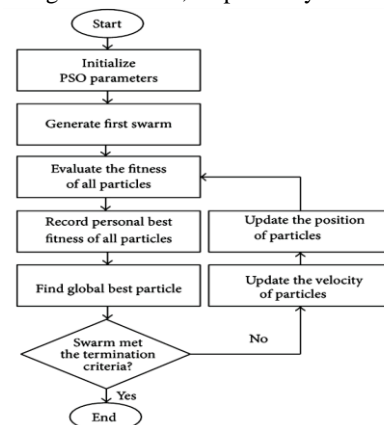 Start
Initialize
PSO parameters
Generate first swarm
Evaluate the fitness
of all particles
Record personal best
fitness of all particles
Update the position
of particles
Find global best particle
Update the velocity
of particles
Swarm met
the termination
criteria?
No
Yes
End